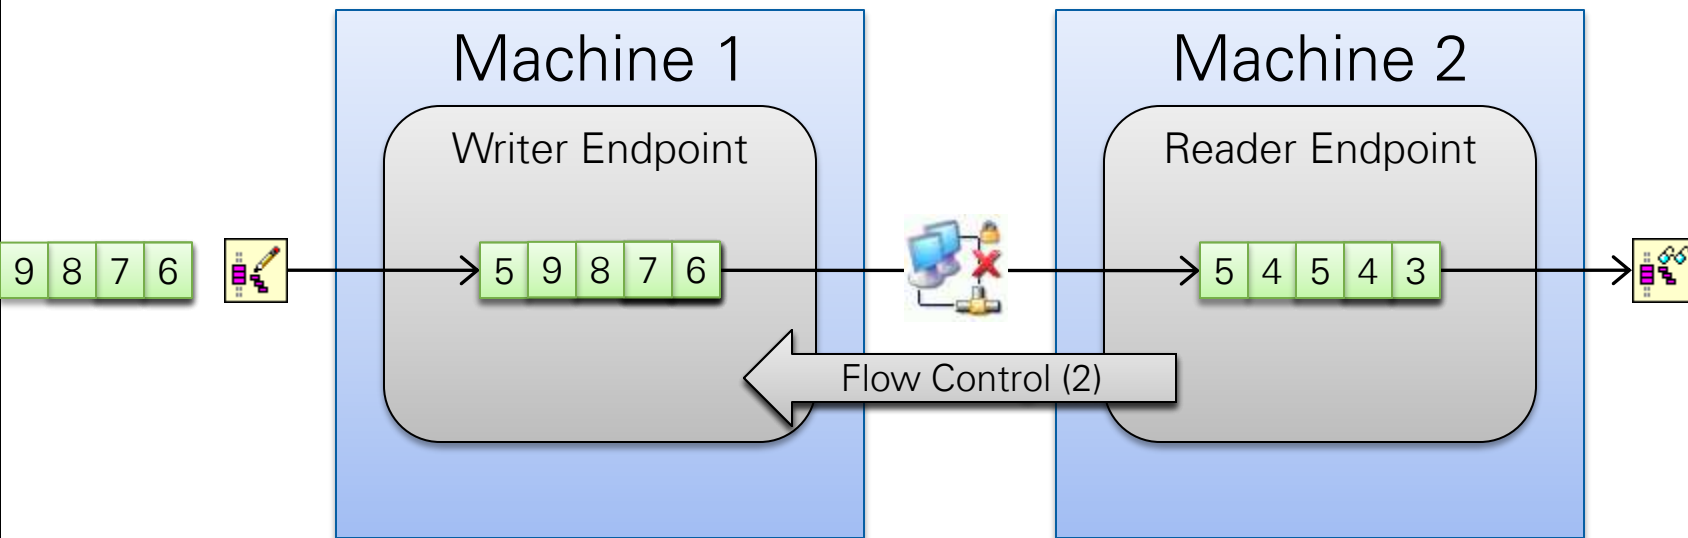 Machine 1
Machine 2
Writer Endpoint
Reader Endpoint
9 8 7 6
5 9 8 7 6
5 4 5 4 3
Flow Control (2)